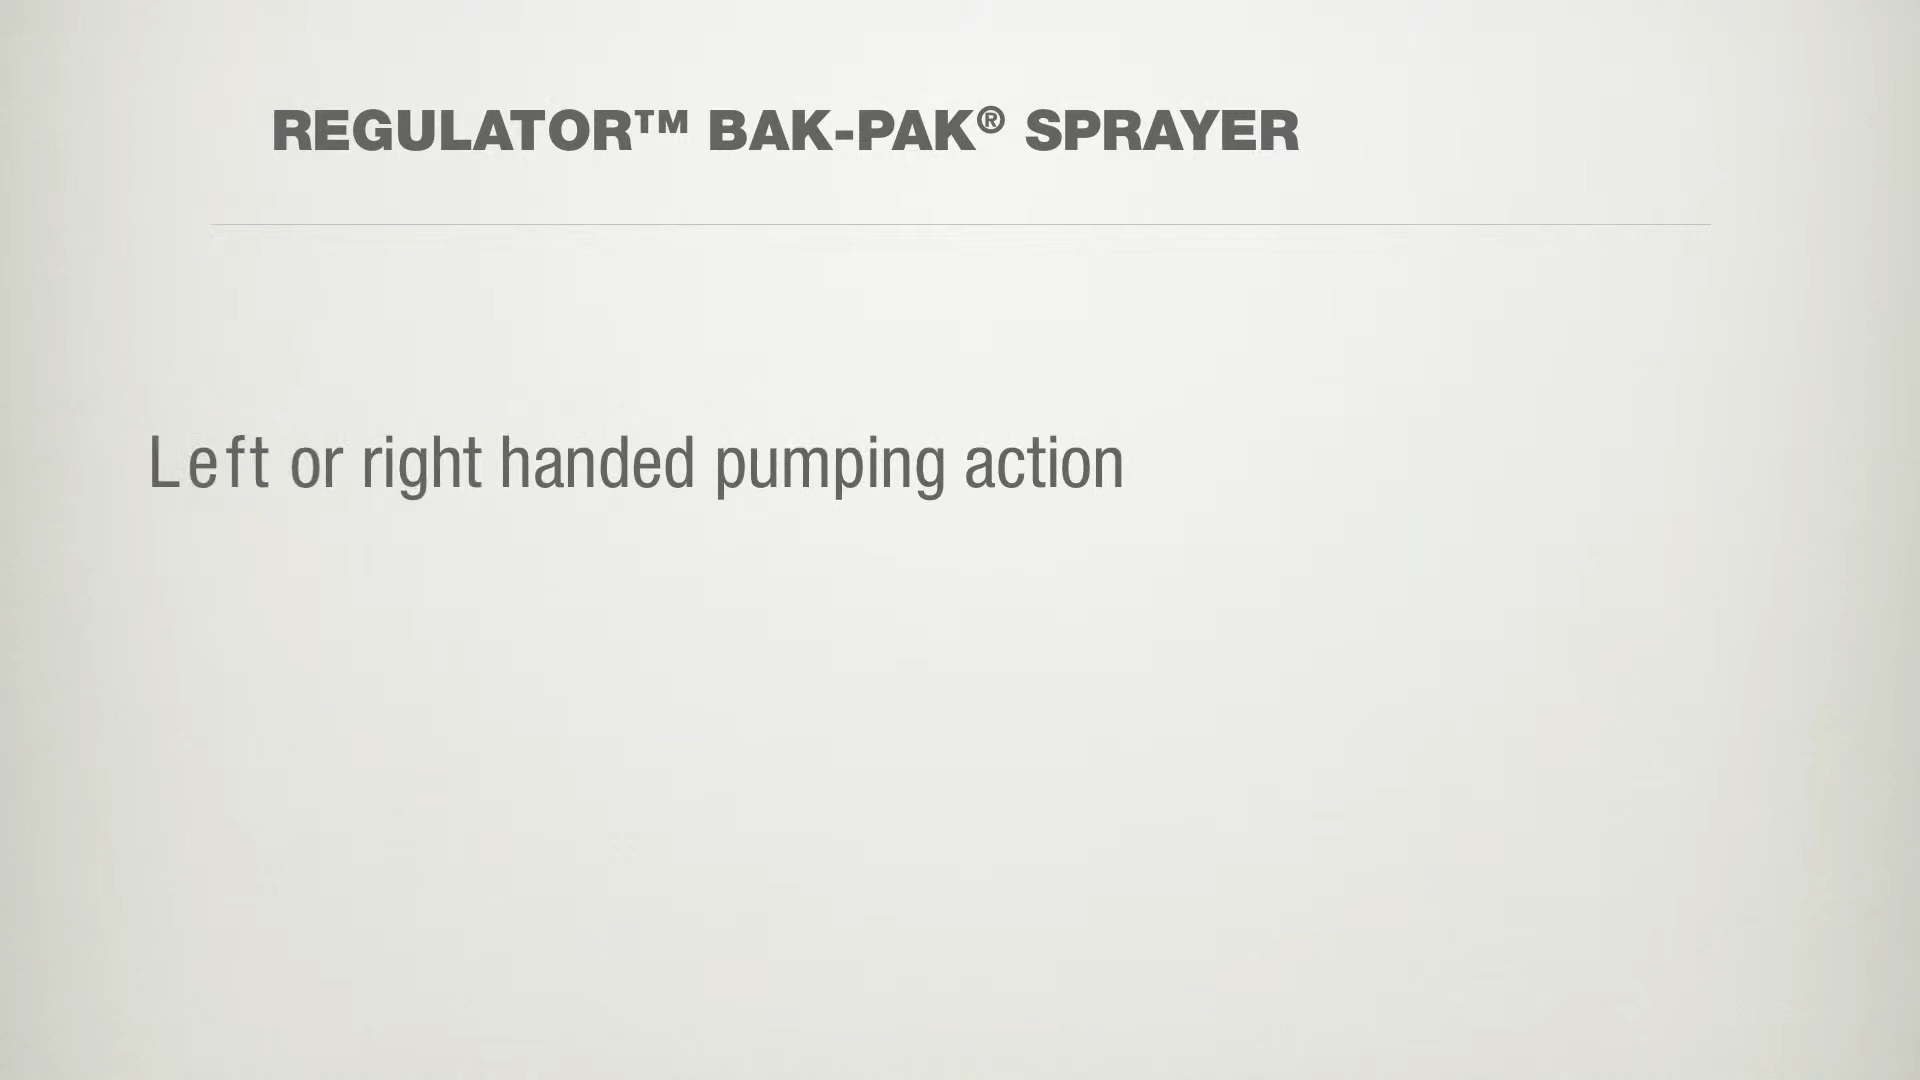 REGULATOR™ BAK-PAK® SPRAYER
Left or right handed pumping action